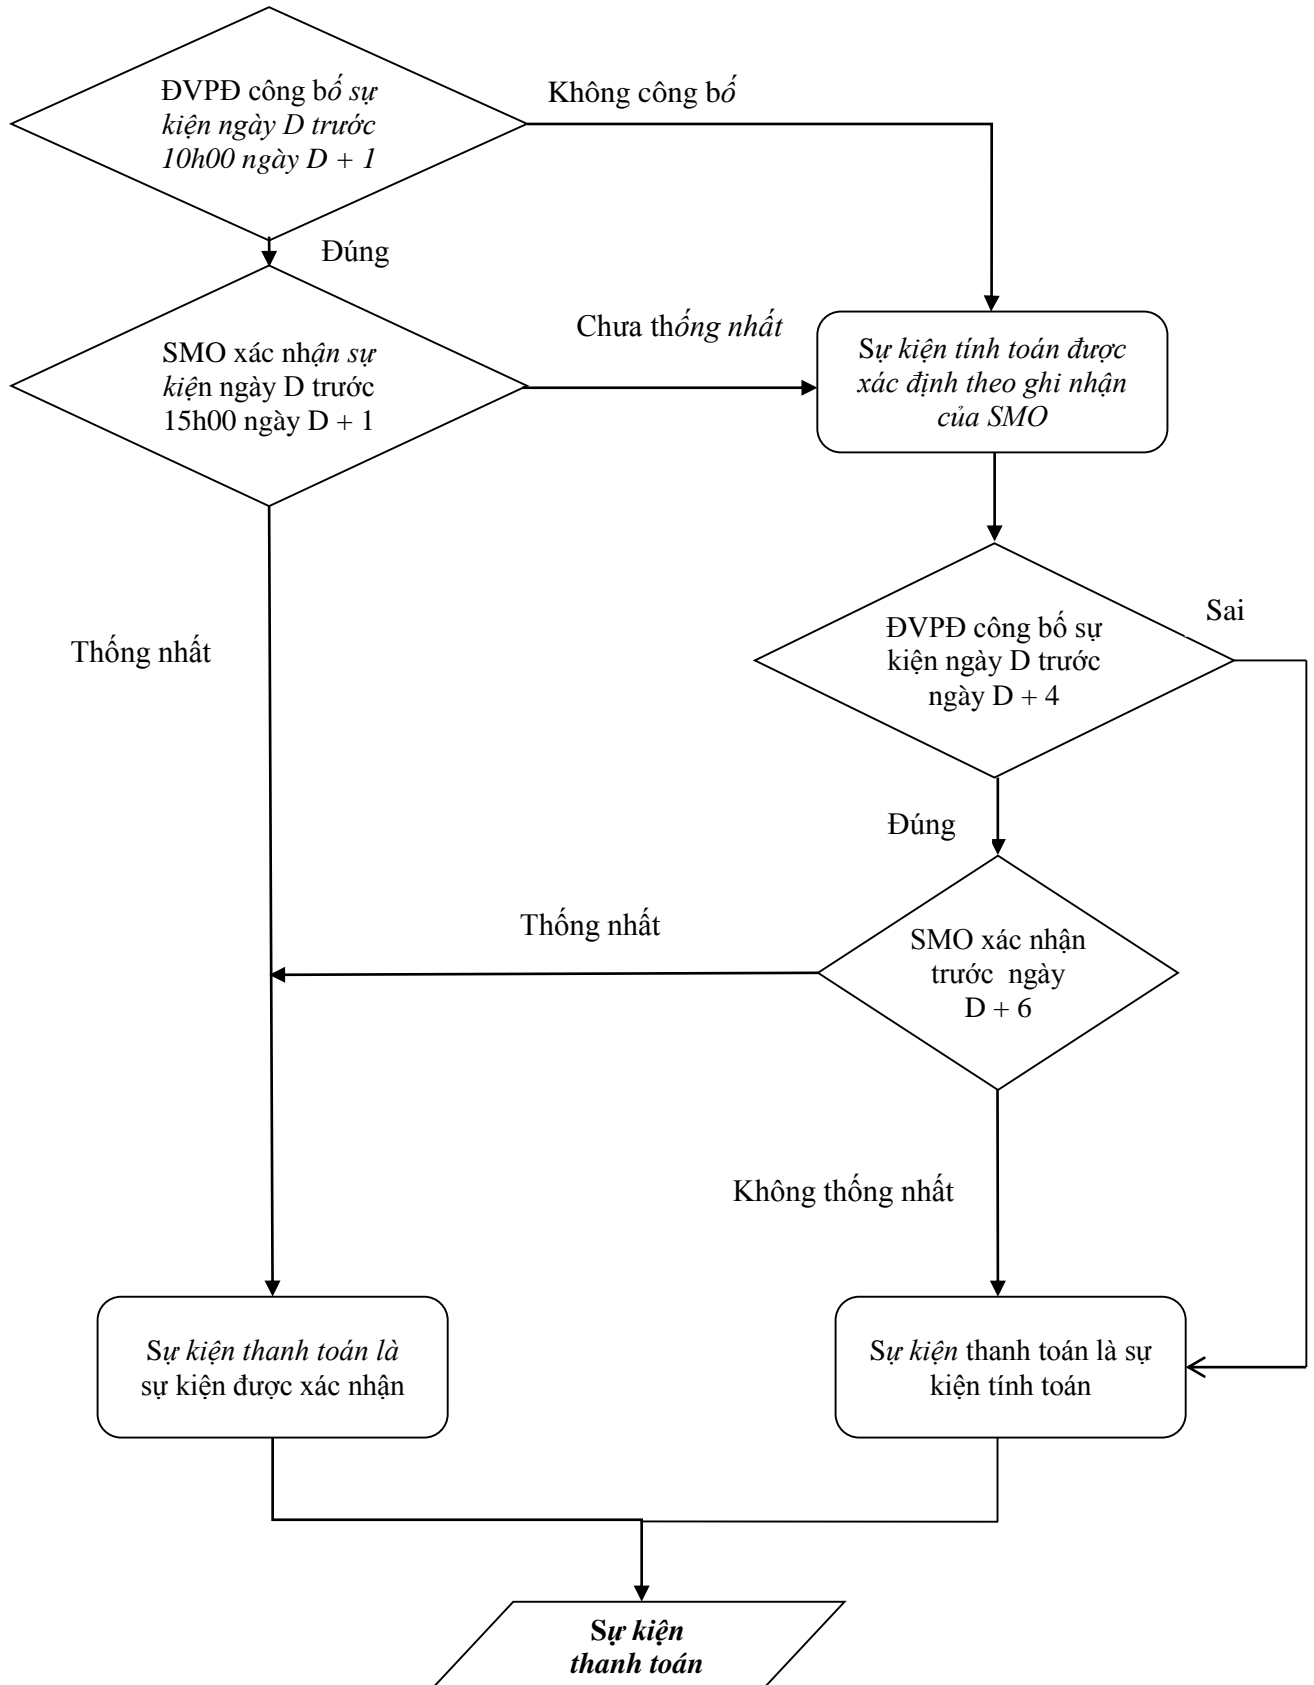 ĐVPĐ công bố sự
kiện ngày D trước
10h00 ngày D + 1
Không công bố
Đúng
SMO xác nhận sự
kiện ngày D trước
15h00 ngày D + 1
Chưa thống nhất
Sự kiện tính toán được
xác định theo ghi nhận
của SMO
ĐVPĐ công bố sự
kiện ngày D trước
ngày D + 4
Sai
Thống nhất
Đúng
Thống nhất
SMO xác nhận
trước ngày
D + 6
Không thống nhất
Sự kiện thanh toán là
sự kiện được xác nhận
Sự kiện thanh toán là sự
kiện tính toán
Sự kiện
thanh toán